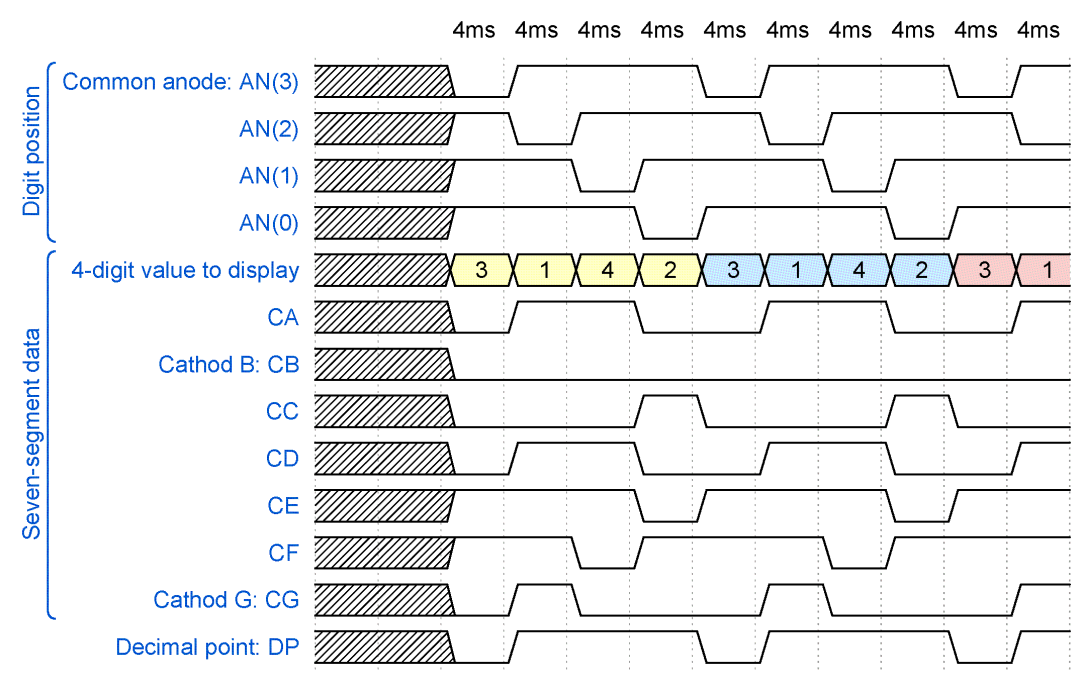 4ms 4ms 4ms 4ms 4ms 4ms 4ms 4ms 4ms 4ms
Digit position
Common anode: AN(3)
AN(2)
AN(1)
AN(0)
4-digit value to display 3 1 4 2 3 1 4 2 3 1
Seven-segment data
CA
Cathod B: CB
CC
CD
CE
CF
Cathod G: CG
Decimal point: DP